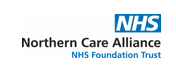 NHS
Northern Care Alliance
NHS Foundation Trust